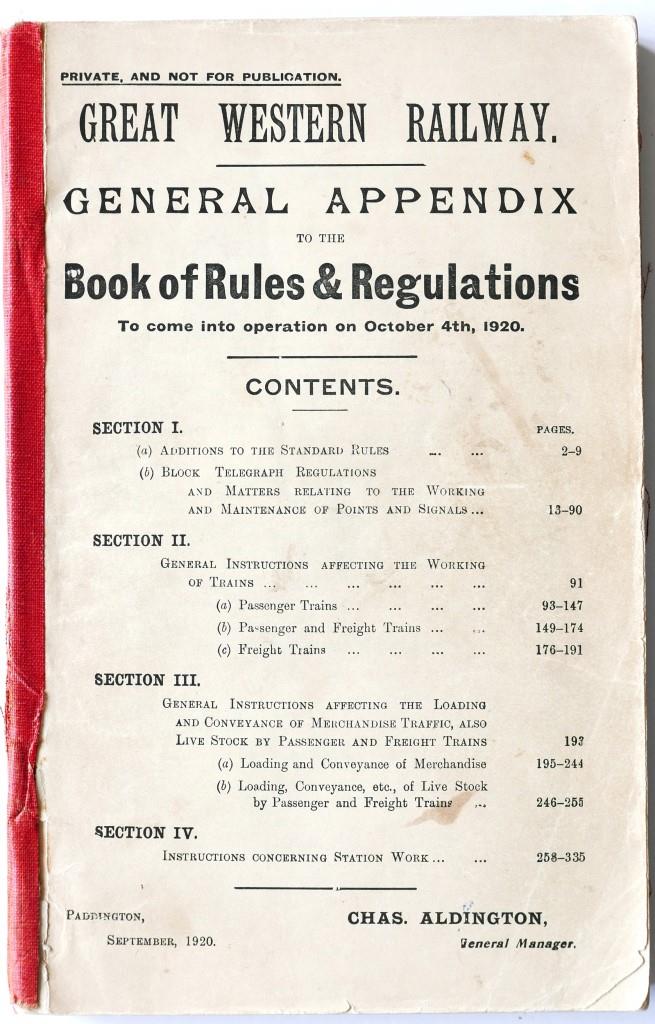 PRIVATE, AND NOT FOR PUBLICATION.
GREAT WESTERN RAILWAY.
GENERAL APPENDIX
TO THE
Book of Rules & Regulations
To come into operation on October 4th, 1920.
CONTENTS.
SECTION I. PAGES.
(a) ADDITIONS TO THE STANDARD RULES ... ... 2–9
(b) BLOCK TELEGRAPH REGULATIONS
AND MATTERS RELATING TO THE WORKING
AND MAINTENANCE OF POINTS AND SIGNALS ... 13–90
SECTION II.
GENERAL INSTRUCTIONS AFFECTING THE WORKING
OF TRAINS ... ... ... ... ... ... 91
(a) Passenger Trains ... ... ... ... 93–147
(b) Passenger and Freight Trains ... ... 149–174
(c) Freight Trains ... ... ... ... 176–191
SECTION III.
GENERAL INSTRUCTIONS AFFECTING THE LOADING
AND CONVEYANCE OF MERCHANDISE TRAFFIC, ALSO
LIVE STOCK BY PASSENGER AND FREIGHT TRAINS 193
(a) Loading and Conveyance of Merchandise 195–244
(b) Loading, Conveyance, etc., of Live Stock
by Passenger and Freight Trains ... 246–255
SECTION IV.
INSTRUCTIONS CONCERNING STATION WORK ... ... 258–335
PADDINGTON, CHAS. ALDINGTON,
SEPTEMBER, 1920. General Manager.